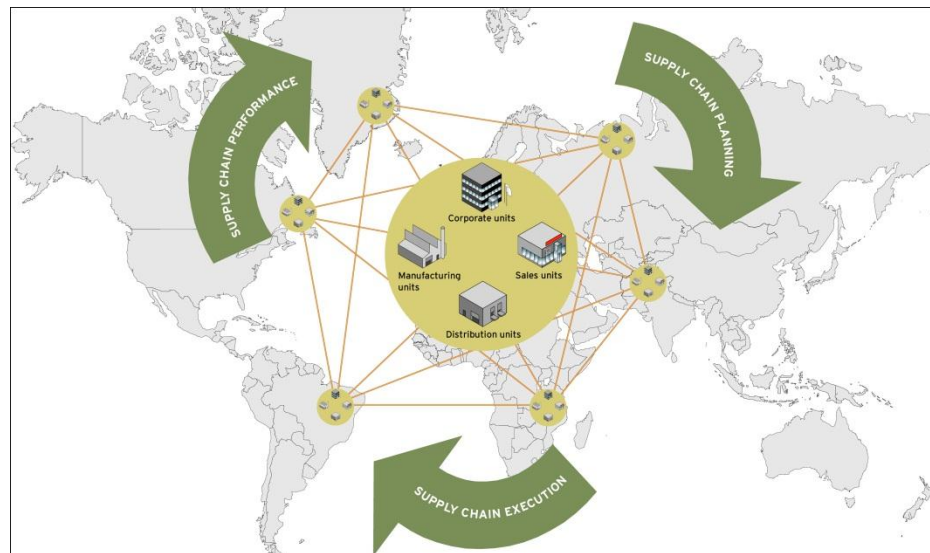 SUPPLY CHAIN PERFORMANCE
SUPPLY CHAIN PLANNING
Corporate units
Manufacturing
units
Sales units
Distribution units
SUPPLY CHAIN EXECUTION